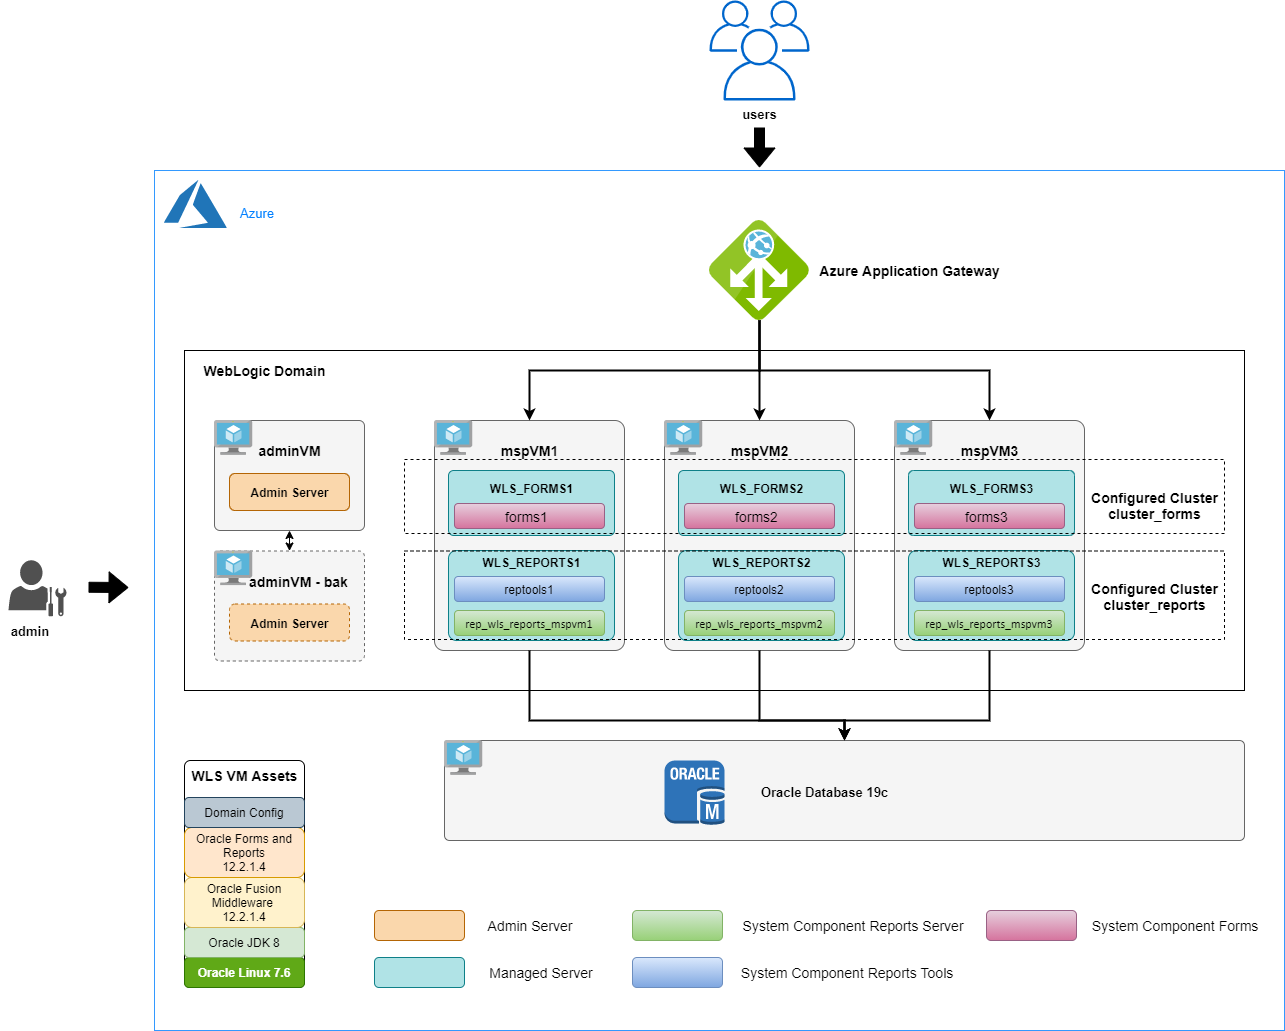 users
Azure
Azure Application Gateway
WebLogic Domain
adminVM
Admin Server
adminVM - bak
Admin Server
admin
mspVM1
WLS_FORMS1
forms1
WLS_REPORTS1
reptools1
rep_wls_reports_mspvm1
mspVM2
WLS_FORMS2
forms2
WLS_REPORTS2
reptools2
rep_wls_reports_mspvm2
mspVM3
WLS_FORMS3
forms3
WLS_REPORTS3
reptools3
rep_wls_reports_mspvm3
Configured Cluster
cluster_forms
Configured Cluster
cluster_reports
ORACLE
M
Oracle Database 19c
WLS VM Assets
Domain Config
Oracle Forms and
Reports
12.2.1.4
Oracle Fusion
Middleware
12.2.1.4
Oracle JDK 8
Oracle Linux 7.6
Admin Server
System Component Reports Server
System Component Forms
Managed Server
System Component Reports Tools